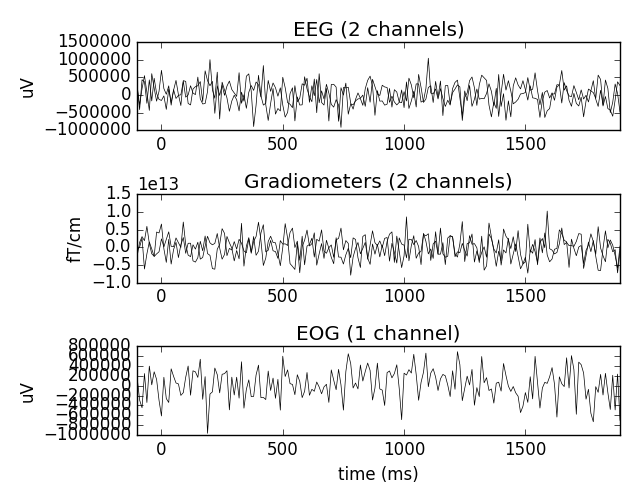 EEG (2 channels)
1500000
1000000
500000
0
−500000
−1000000
uV
0 500 1000 1500
1e13 Gradiometers (2 channels)
1.5
1.0
0.5
0.0
−0.5
−1.0
fT/cm
0 500 1000 1500
EOG (1 channel)
800000
600000
400000
200000
0
−200000
−400000
−600000
−800000
−1000000
uV
0 500 1000 1500
time (ms)